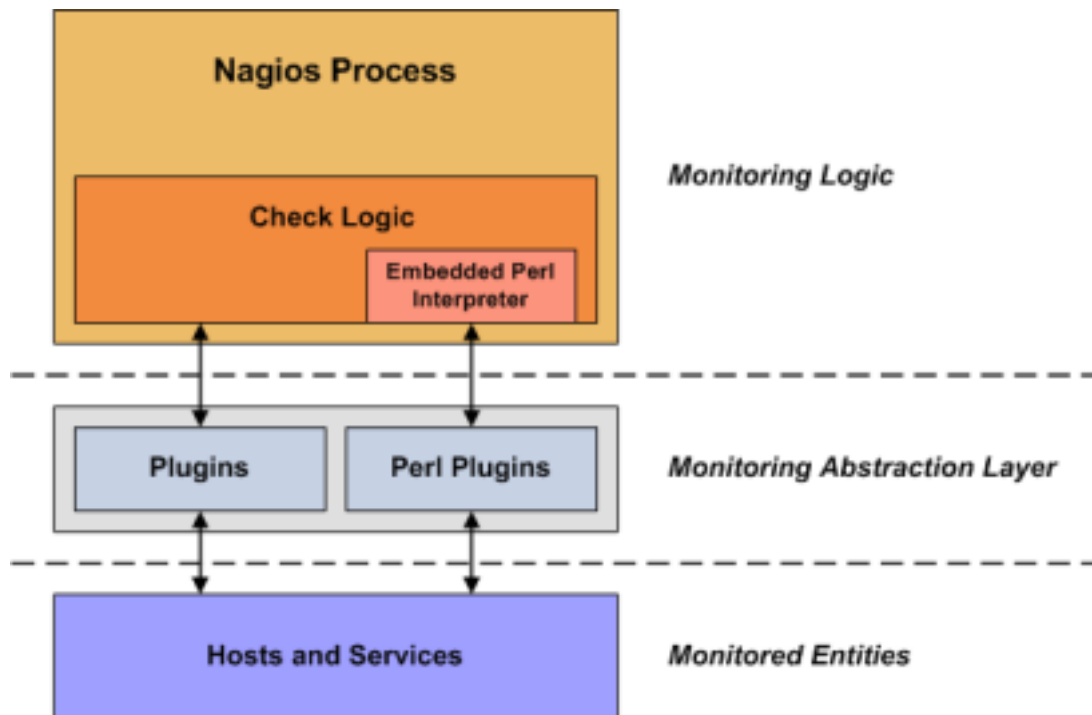 Nagios Process
Monitoring Logic
Check Logic
Embedded Perl
Interpreter
Plugins
Perl Plugins
Monitoring Abstraction Layer
Hosts and Services
Monitored Entities